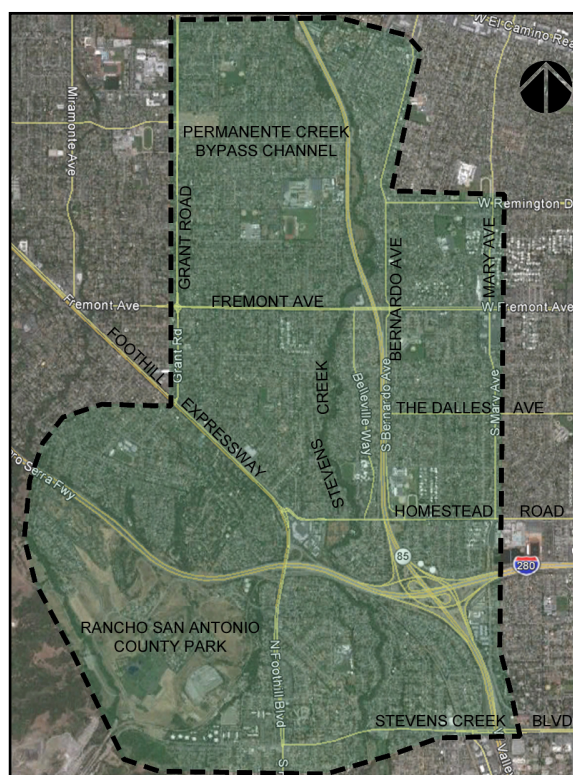 W El Camino Rea
Miramonte Ave
PERMANENTE CREEK
BYPASS CHANNEL
W Remington D
GRANT ROAD
BERNARDO AVE
MARY AVE
Fremont Ave
FREMONT AVE
W Fremont Ave
Grant Rd
FOOTHILL EXPRESSWAY
STEVENS CREEK
Belleville Way
S Bernardo Ave
S Mary Ave
THE DALLES AVE
ero Serra Fwy
HOMESTEAD ROAD
85
280
RANCHO SAN ANTONIO
COUNTY PARK
N Foothill Blvd
STEVENS CREEK BLVD